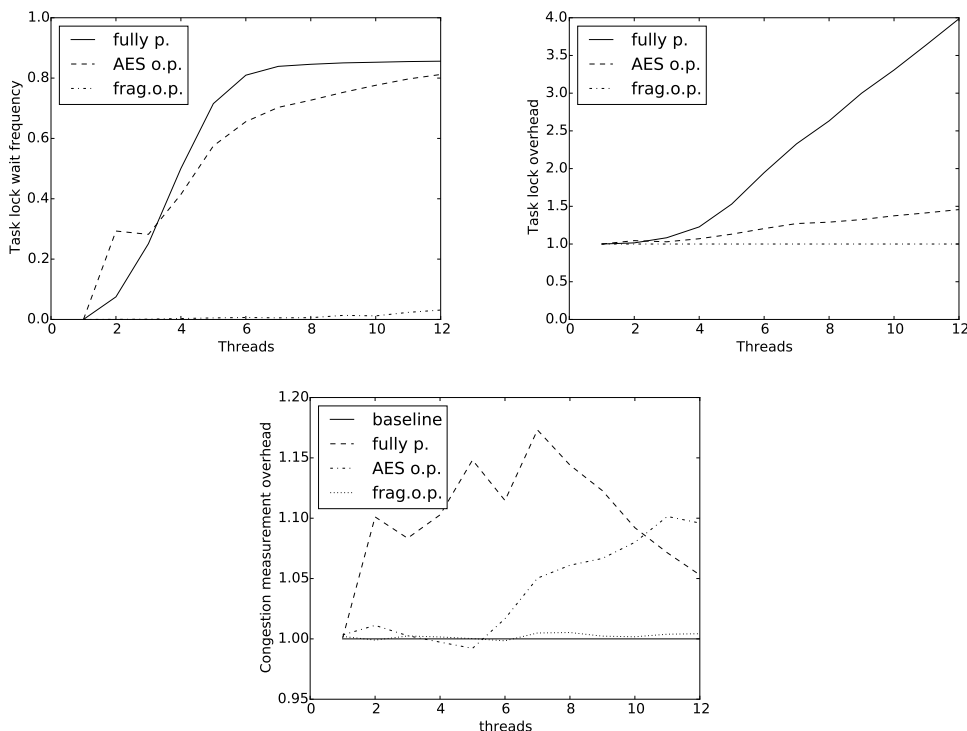 Task lock wait frequency
1.0
0.8
0.6
0.4
0.2
0.0
fully p.
AES o.p.
frag.o.p.
0 2 4 6 8 10 12
Threads
Task lock overhead
4.0
3.5
3.0
2.5
2.0
1.5
1.0
0.5
0.0
fully p.
AES o.p.
frag.o.p.
0 2 4 6 8 10 12
Threads
Congestion measurement overhead
1.20
1.15
1.10
1.05
1.00
0.95
baseline
fully p.
AES o.p.
frag.o.p.
0 2 4 6 8 10 12
threads